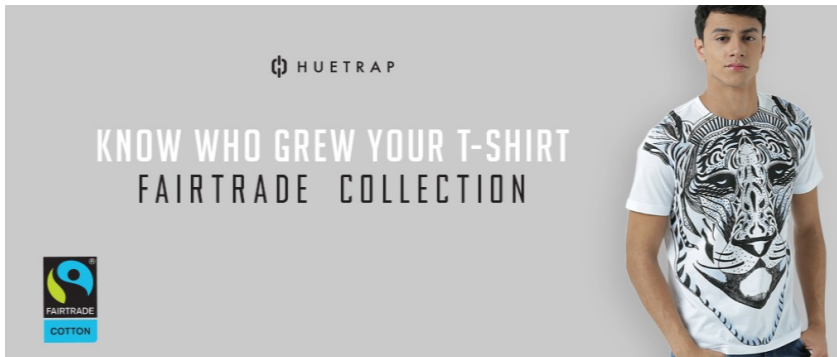 HUETRAP
KNOW WHO GREW YOUR T-SHIRT
FAIRTRADE COLLECTION
®
FAIRTRADE
COTTON